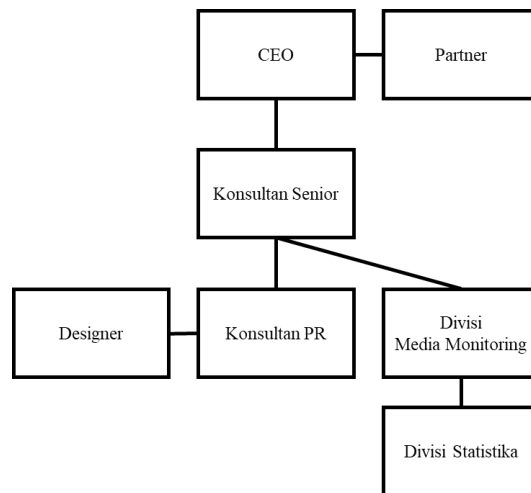 CEO
Partner
Konsultan Senior
Designer
Konsultan PR
Divisi
Media Monitoring
Divisi Statistika